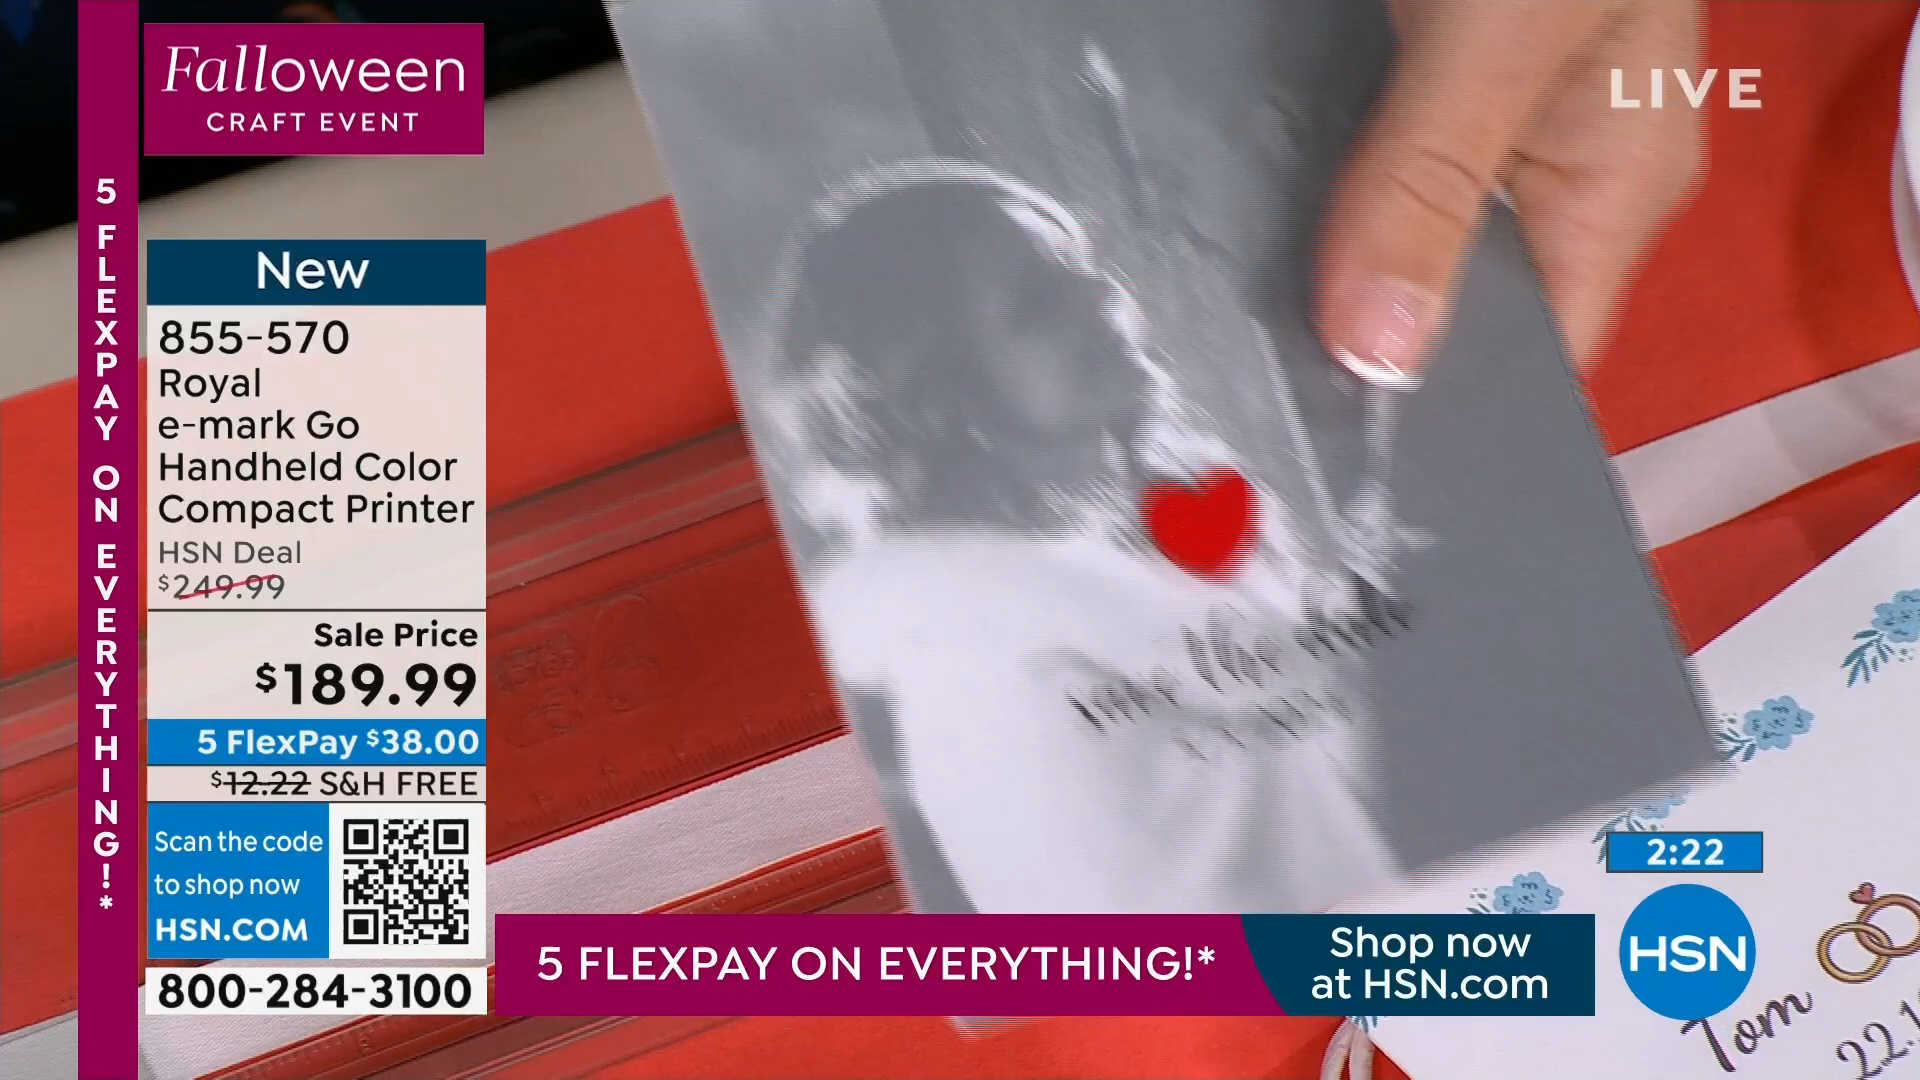 Falloween
CRAFT EVENT
LIVE
5 FLEXPAY ON EVERYTHING!*
New
855-570
Royal
e-mark Go
Handheld Color
Compact Printer
HSN Deal
$249.99
Sale Price
$189.99
5 FlexPay $38.00
$12.22 S&H FREE
Scan the code
to shop now
HSN.COM
800-284-3100
5 FLEXPAY ON EVERYTHING!*
Shop now
at HSN.com
2:22
HSN
Tom